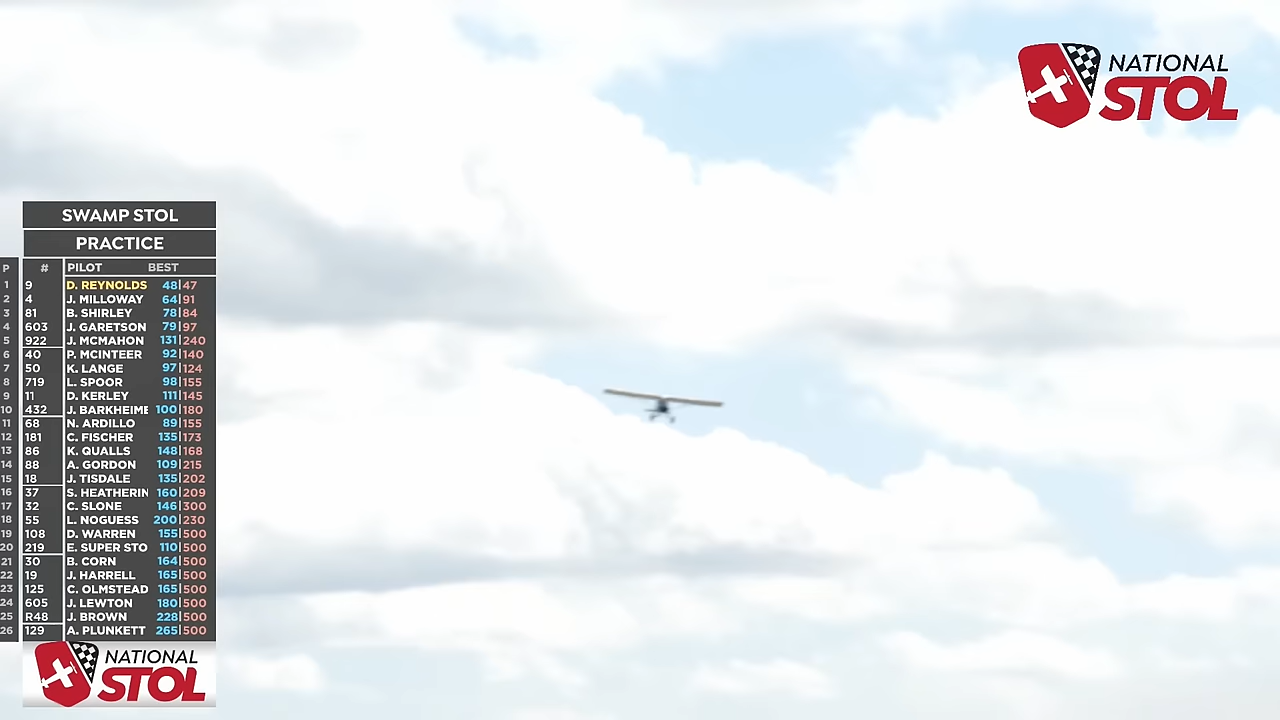 NATIONAL
STOL
SWAMP STOL
PRACTICE
P # PILOT BEST
1 9 D. REYNOLDS 48|47
2 4 J. MILLOWAY 64|91
3 81 B. SHIRLEY 78|84
4 603 J. GARETSON 79|97
5 922 J. MCMAHON 131|240
6 40 P. MCINTEER 92|140
7 50 K. LANGE 97|124
8 719 L. SPOOR 98|155
9 11 D. KERLEY 111|145
10 432 J. BARKHEIME 100|180
11 68 N. ARDILLO 89|155
12 181 C. FISCHER 135|173
13 86 K. QUALLS 148|168
14 88 A. GORDON 109|215
15 18 J. TISDALE 135|202
16 37 S. HEATHERIN 160|209
17 32 C. SLONE 146|300
18 55 L. NOGUESS 200|230
19 108 D. WARREN 155|500
20 219 E. SUPER STO 110|500
21 30 B. CORN 164|500
22 19 J. HARRELL 165|500
23 125 C. OLMSTEAD 165|500
24 605 J. LEWTON 180|500
25 R48 J. BROWN 228|500
26 129 A. PLUNKETT 265|500
NATIONAL
STOL